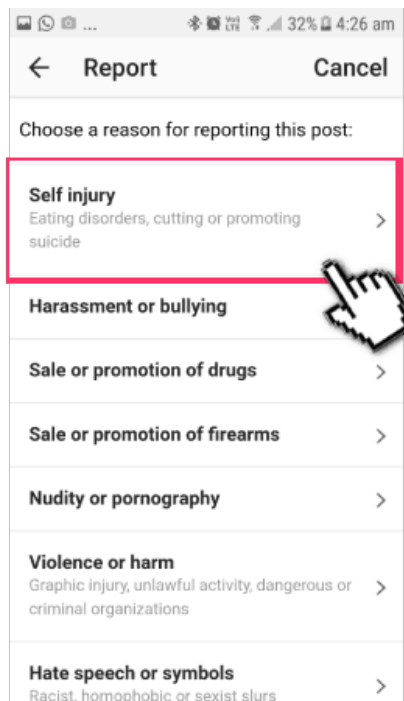 ... Vo) LTE 32% 4:26 am
Report Cancel
Choose a reason for reporting this post:
Self injury
Eating disorders, cutting or promoting
suicide
Harassment or bullying
Sale or promotion of drugs
Sale or promotion of firearms
Nudity or pornography
Violence or harm
Graphic injury, unlawful activity, dangerous or
criminal organizations
Hate speech or symbols
Racist, homophobic or sexist slurs